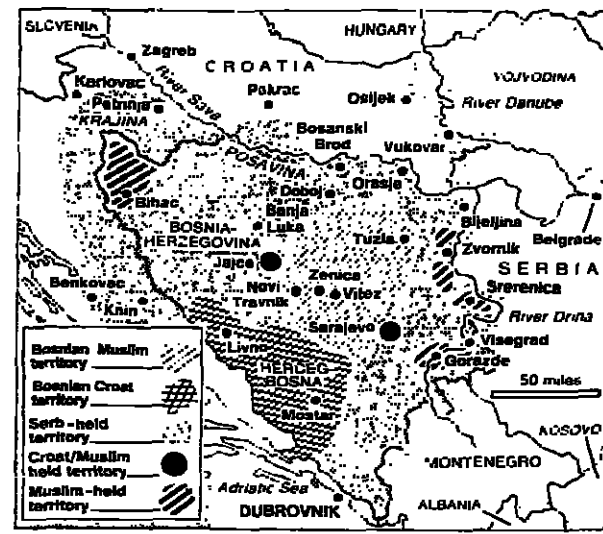 SLOVENIA
HUNGARY
Zagreb
CROATIA
VOJVODINA
Karlovac
River Sava
Pokrac
Osijek
River Danube
Petrinja
KRAJINA
Bosanski
Brod
Vukovar
POSAVINA
Orasje
Bihac
Doboj
Banja
Luka
BOSNIA-
HERZEGOVINA
Bijeljina
Belgrade
Tuzla
Zvornik
Jajce
SERBIA
Zenica
Benkovac
Novi
Travnik
Vitez
Srerenica
Knin
Sarajevo
River Drina
Livno
Visegrad
Gorazde
HERCEG-
BOSNA
50 miles
Mostar
KOSOVO
MONTENEGRO
Adriatic Sea
DUBROVNIK
ALBANIA
Bosnian Muslim
territory
Bosnian Croat
territory
Serb-held
territory
Croat/Muslim
held territory
Muslim-held
territory